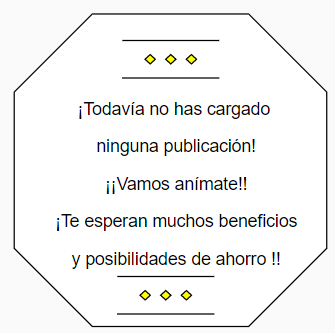 ¡Todavía no has cargado
ninguna publicación!
¡¡Vamos anímate!!
¡Te esperan muchos beneficios
y posibilidades de ahorro !!